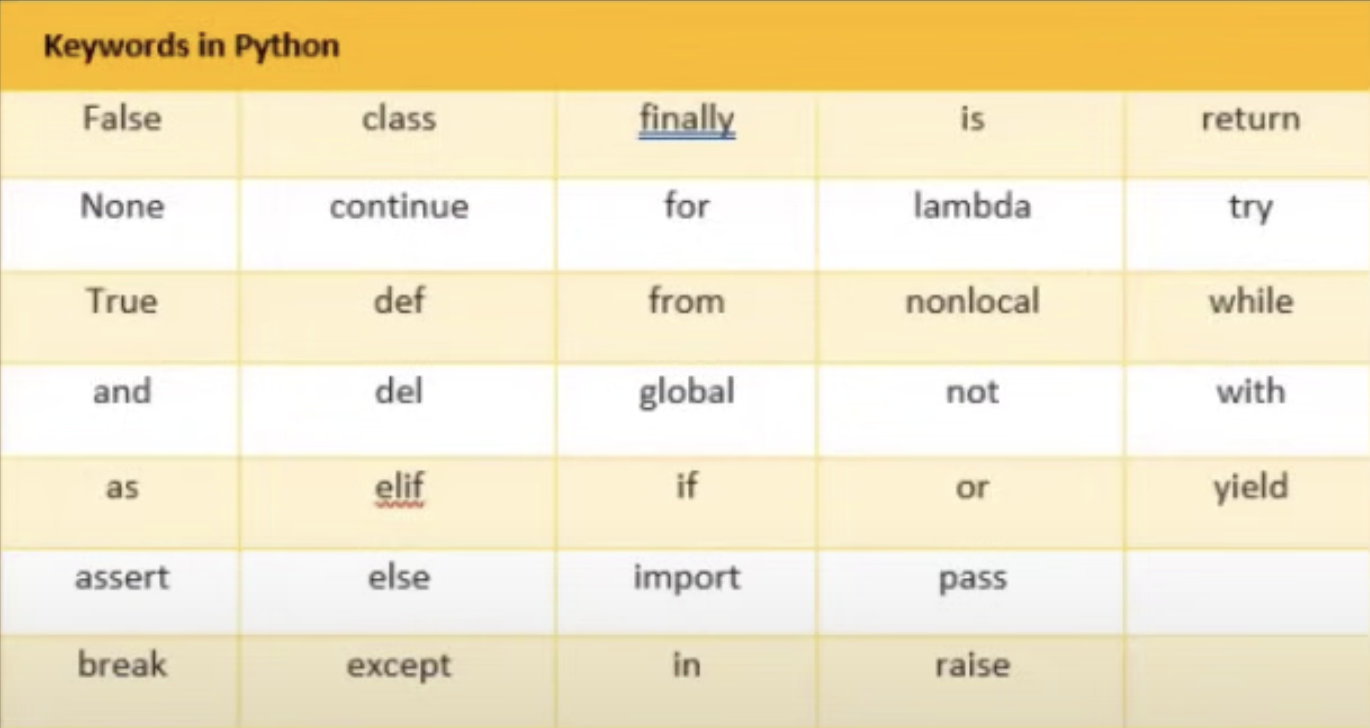 Keywords in Python
False class finally is return
None continue for lambda try
True def from nonlocal while
and del global not with
as elif if or yield
assert else import pass
break except in raise